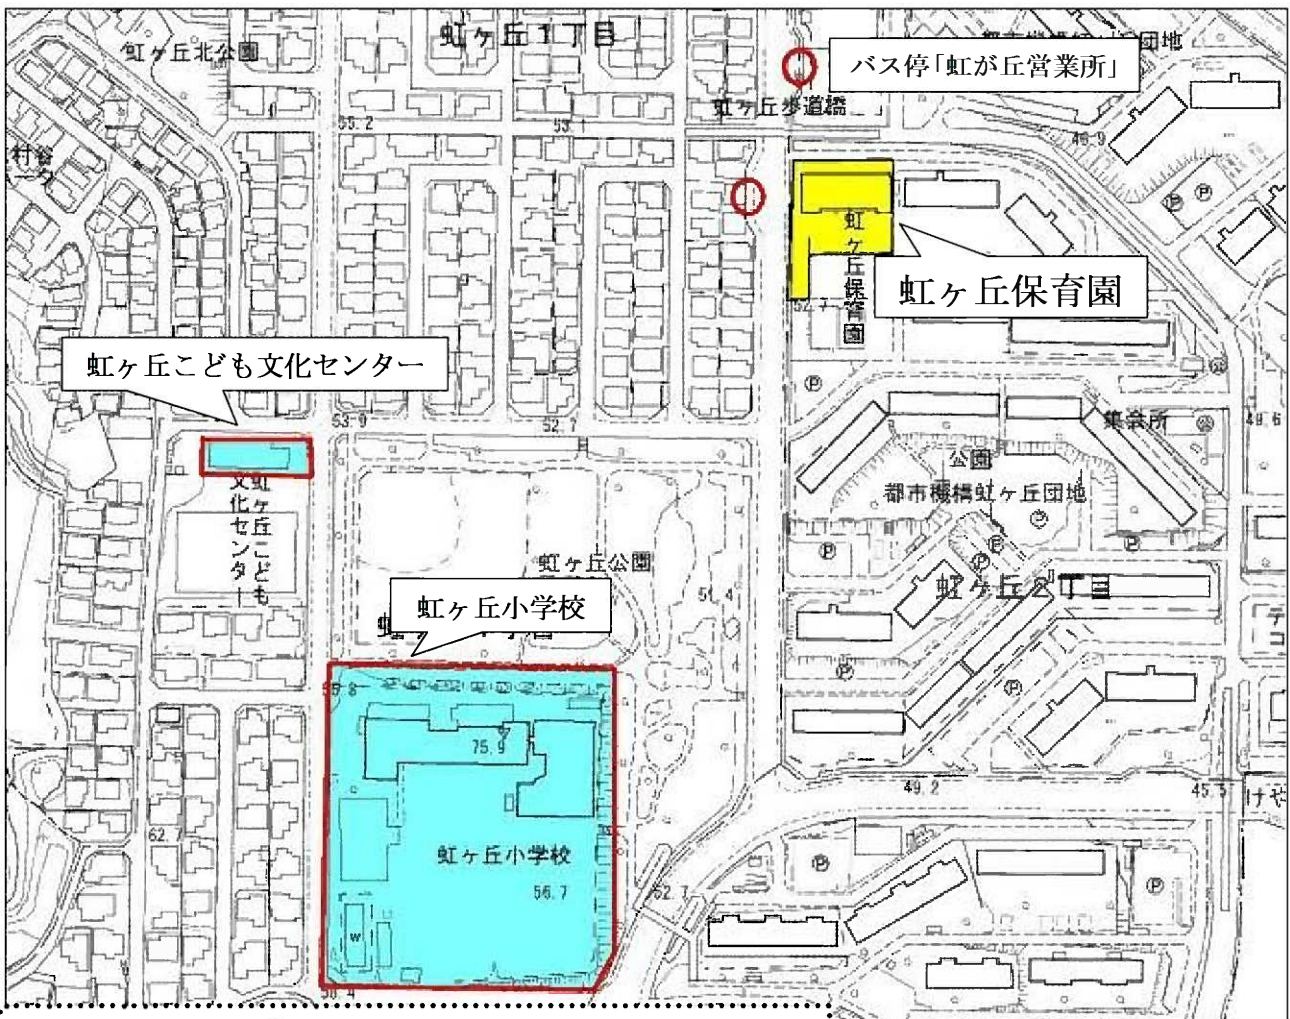 虹ヶ丘1丁目
虹ヶ丘北公園
バス停「虹が丘営業所」
虹ヶ丘歩道橋
55.2
53.1
46.9
虹ヶ丘保育園
虹ヶ丘保育園
52.7
虹ヶ丘こども文化センター
53.9
52.7
集会所
49.6
公園
都市機構虹ヶ丘団地
虹ヶ丘こども
文化センター
虹ヶ丘公園
虹ヶ丘2丁目
51.4
虹ヶ丘小学校
55.8
75.9
49.2
45.5
けや
62.7
虹ヶ丘小学校
56.7
52.7
W